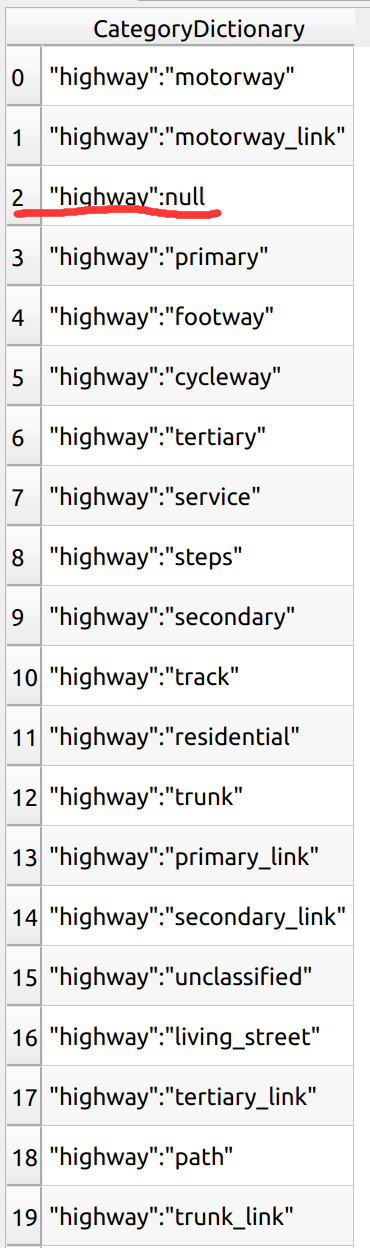 CategoryDictionary
0 "highway":"motorway"
1 "highway":"motorway_link"
2 "highway":null
3 "highway":"primary"
4 "highway":"footway"
5 "highway":"cycleway"
6 "highway":"tertiary"
7 "highway":"service"
8 "highway":"steps"
9 "highway":"secondary"
10 "highway":"track"
11 "highway":"residential"
12 "highway":"trunk"
13 "highway":"primary_link"
14 "highway":"secondary_link"
15 "highway":"unclassified"
16 "highway":"living_street"
17 "highway":"tertiary_link"
18 "highway":"path"
19 "highway":"trunk_link"